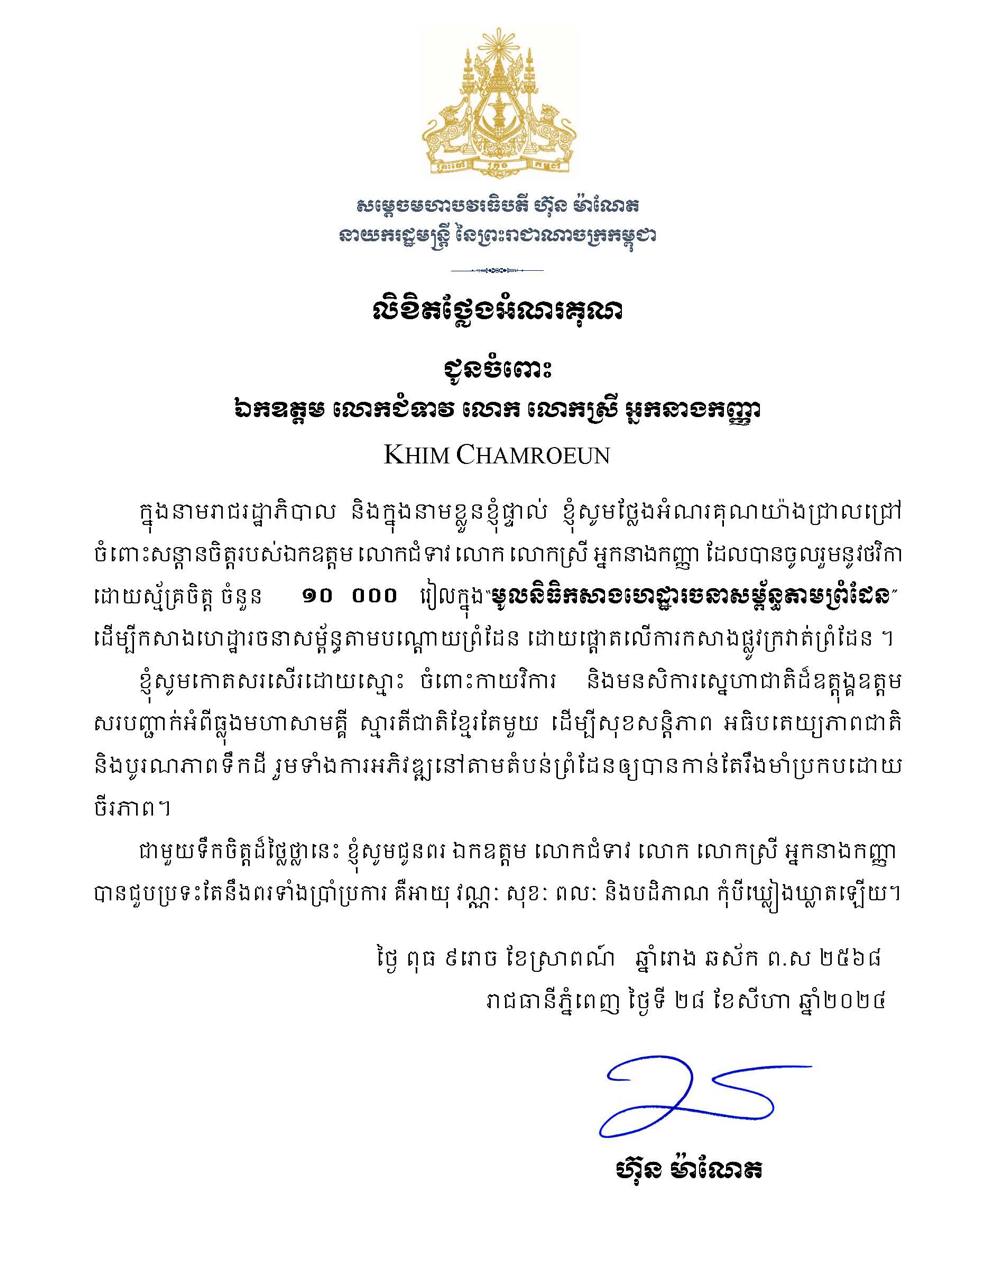 សម្តេចមហាបវរធិបតី ហ៊ុន ម៉ាណែត
នាយករដ្ឋមន្ត្រី នៃព្រះរាជាណាចក្រកម្ពុជា
លិខិតថ្លែងអំណរគុណ
ជូនចំពោះ
ឯកឧត្តម លោកជំទាវ លោក លោកស្រី អ្នកនាងកញ្ញា
KHIM CHAMROEUN
ក្នុងនាមរាជរដ្ឋាភិបាល និងក្នុងនាមខ្លួនខ្ញុំផ្ទាល់ ខ្ញុំសូមថ្លែងអំណរគុណយ៉ាងជ្រាលជ្រៅ
ចំពោះសន្តានចិត្តរបស់ឯកឧត្តម លោកជំទាវ លោក លោកស្រី អ្នកនាងកញ្ញា ដែលបានចូលរួមនូវថវិកា
ដោយស្ម័គ្រចិត្ត ចំនួន ១០ ០០០ រៀលក្នុង“មូលនិធិកសាងហេដ្ឋារចនាសម្ព័ន្ធតាមព្រំដែន”
ដើម្បីកសាងហេដ្ឋារចនាសម្ព័ន្ធតាមបណ្តោយព្រំដែន ដោយផ្តោតលើការកសាងផ្លូវក្រវាត់ព្រំដែន ។
ខ្ញុំសូមកោតសរសើរដោយស្មោះ ចំពោះកាយវិការ និងមនសិការស្នេហាជាតិដ៏ឧត្តុង្គឧត្តម
សរបញ្ជាក់អំពីធ្លុងមហាសាមគ្គី ស្មារតីជាតិខ្មែរតែមួយ ដើម្បីសុខសន្តិភាព អធិបតេយ្យភាពជាតិ
និងបូរណភាពទឹកដី រួមទាំងការអភិវឌ្ឍនៅតាមតំបន់ព្រំដែនឲ្យបានកាន់តែរឹងមាំប្រកបដោយ
ចីរភាព។
ជាមួយទឹកចិត្តដ៏ថ្លៃថ្លានេះ ខ្ញុំសូមជូនពរ ឯកឧត្តម លោកជំទាវ លោក លោកស្រី អ្នកនាងកញ្ញា
បានជួបប្រទះតែនឹងពរទាំងប្រាំប្រការ គឺអាយុ វណ្ណៈ សុខៈ ពលៈ និងបដិភាណ កុំបីឃ្លៀងឃ្លាតឡើយ។
ថ្ងៃ ពុធ ៩រោច ខែស្រាពណ៍ ឆ្នាំរោង ឆស័ក ព.ស ២៥៦៨
រាជធានីភ្នំពេញ ថ្ងៃទី ២៨ ខែសីហា ឆ្នាំ២០២៤
ហ៊ុន ម៉ាណែត